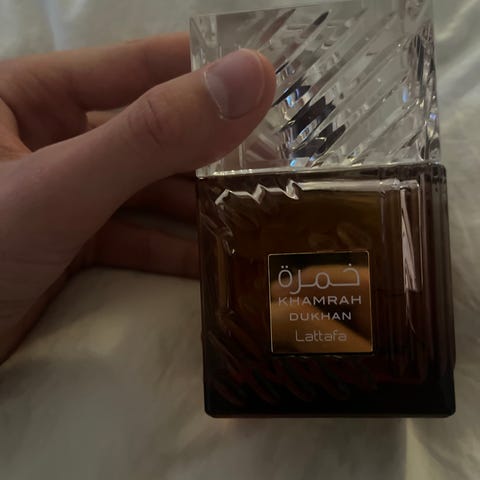 خمرة
KHAMRAH
DUKHAN
Lattafa